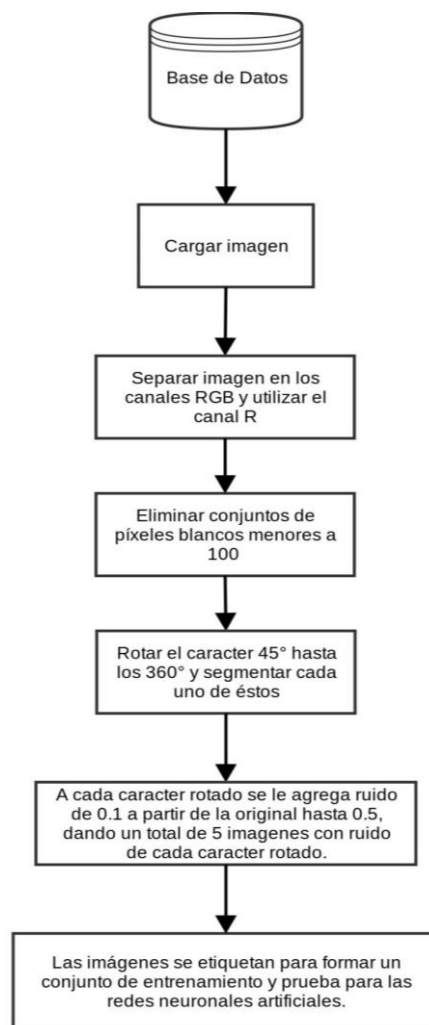 Base de Datos
Cargar imagen
Separar imagen en los
canales RGB y utilizar el
canal R
Eliminar conjuntos de
píxeles blancos menores a
100
Rotar el caracter 45° hasta
los 360° y segmentar cada
uno de éstos
A cada caracter rotado se le agrega ruido
de 0.1 a partir de la original hasta 0.5,
dando un total de 5 imagenes con ruido
de cada caracter rotado.
Las imágenes se etiquetan para formar un
conjunto de entrenamiento y prueba para las
redes neuronales artificiales.